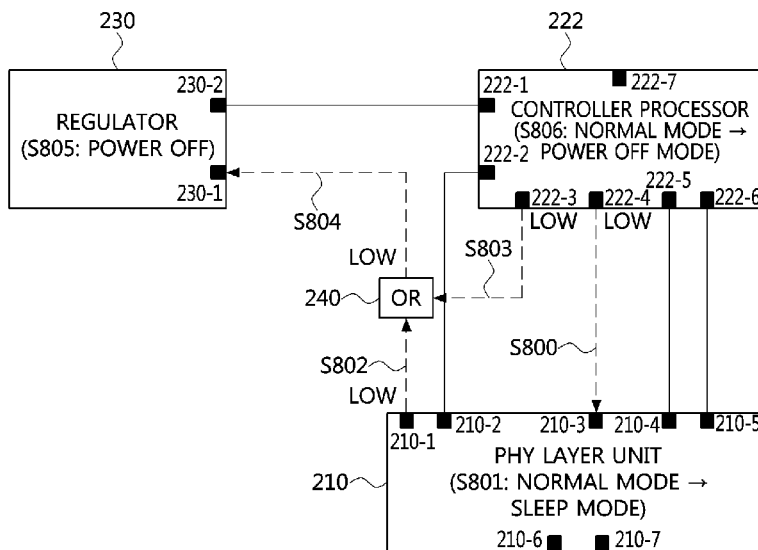 230
222
230-2
REGULATOR
(S805: POWER OFF)
230-1
222-1
222-7
CONTROLLER PROCESSOR
(S806: NORMAL MODE →
POWER OFF MODE)
222-2
222-3
222-4
222-5
222-6
LOW
LOW
S804
S803
LOW
240
OR
S800
S802
LOW
210-1
210-2
210-3
210-4
210-5
210
PHY LAYER UNIT
(S801: NORMAL MODE →
SLEEP MODE)
210-6
210-7